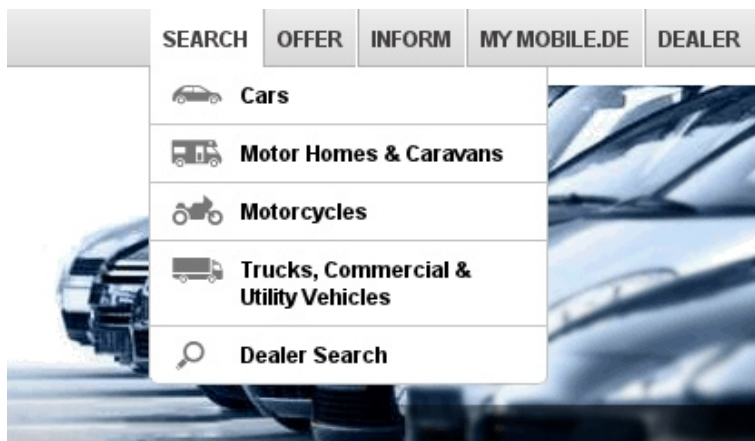 SEARCH OFFER INFORM MY MOBILE.DE DEALER
Cars
Motor Homes & Caravans
Motorcycles
Trucks, Commercial &
Utility Vehicles
Dealer Search